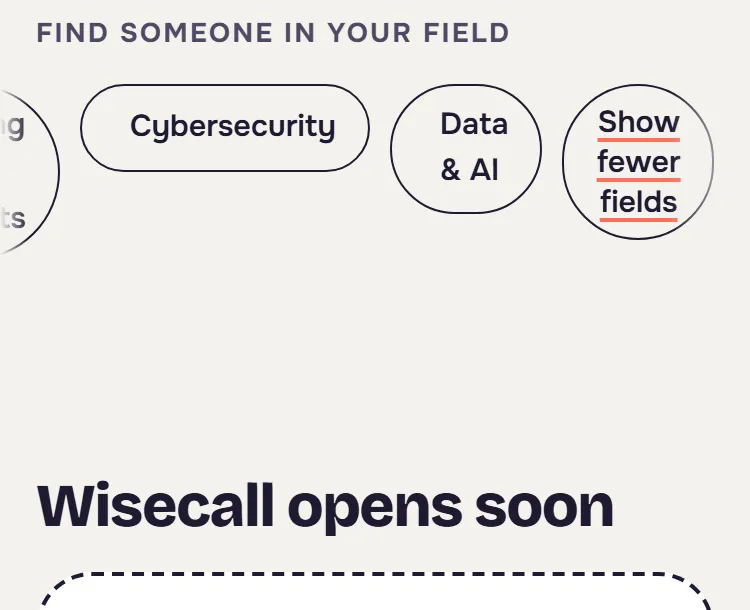 FIND SOMEONE IN YOUR FIELD
Cybersecurity
Data
& AI
Show
fewer
fields
Wisecall opens soon